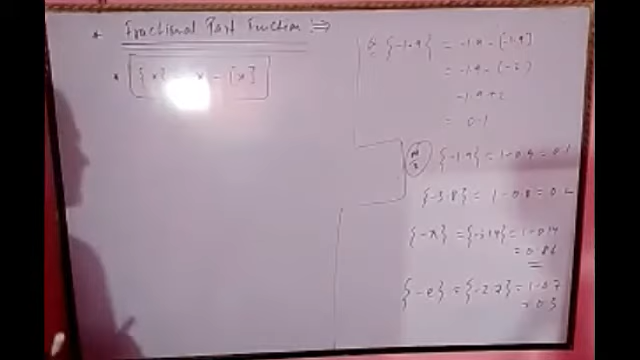 * Fractional Part Function :⇒
* {x} = x - [x]
Q {-1.9} = -1.9 - [-1.9]
= -1.9 - (-2)
-1.9 + 2
= 0.1
M 2 {-1.9} = 1 - 0.9 = 0.1
{-3.8} = 1 - 0.8 = 0.2
{-π} = {-3.14} = 1 - 0.14
= 0.86
{-e} = {-2.7} = 1 - 0.7
= 0.3